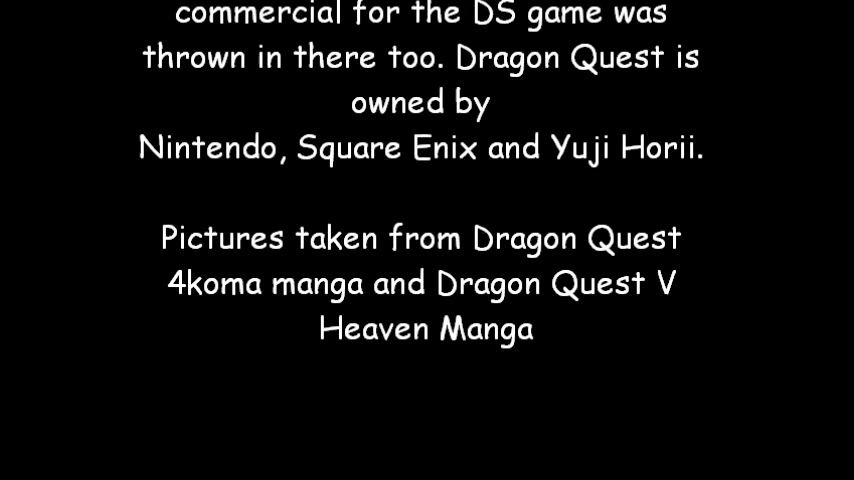 commercial for the DS game was
thrown in there too. Dragon Quest is
owned by
Nintendo, Square Enix and Yuji Horii.
Pictures taken from Dragon Quest
4koma manga and Dragon Quest V
Heaven Manga